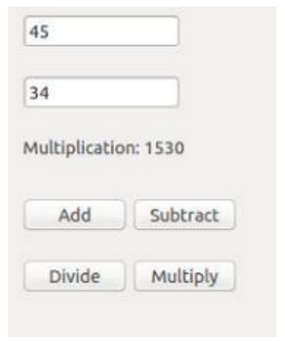 45
34
Multiplication: 1530
Add Subtract
Divide Multiply